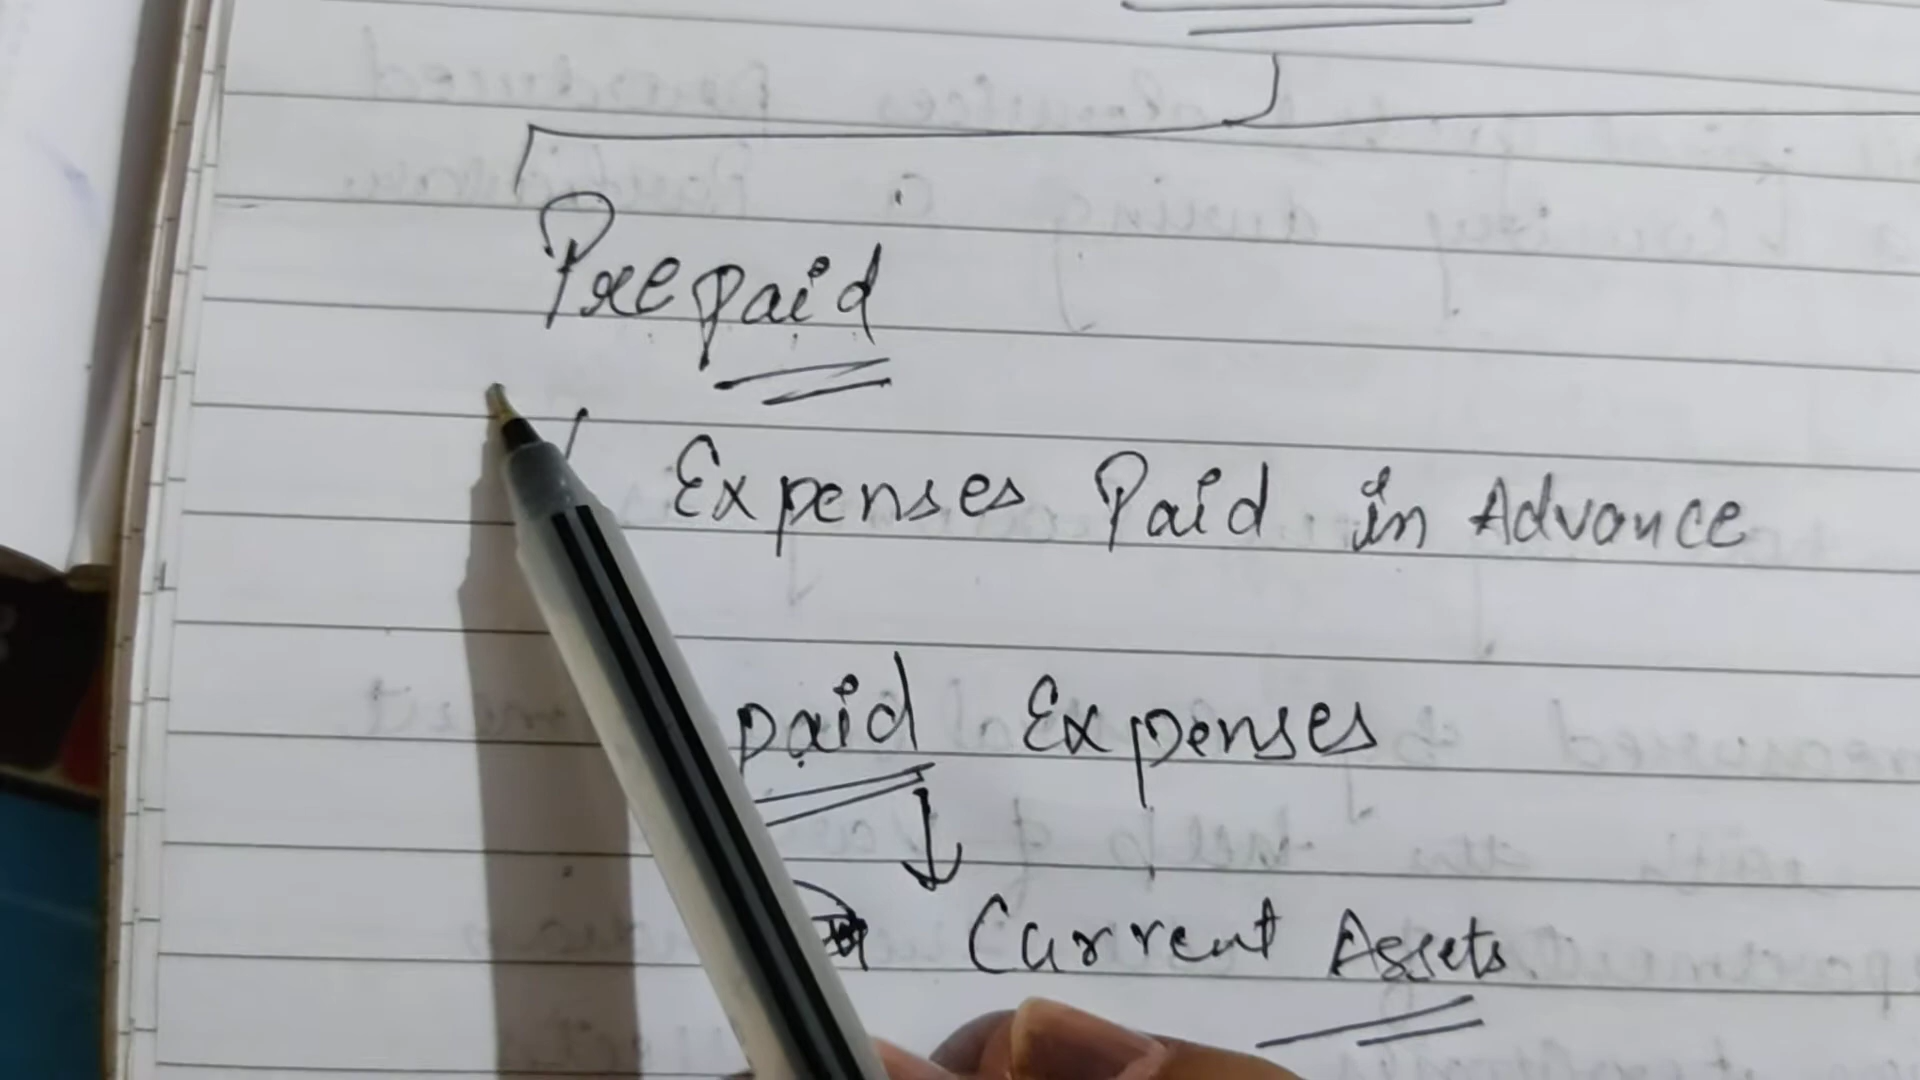 Prepaid
Expenses Paid in Advance
paid Expenses
Current Assets